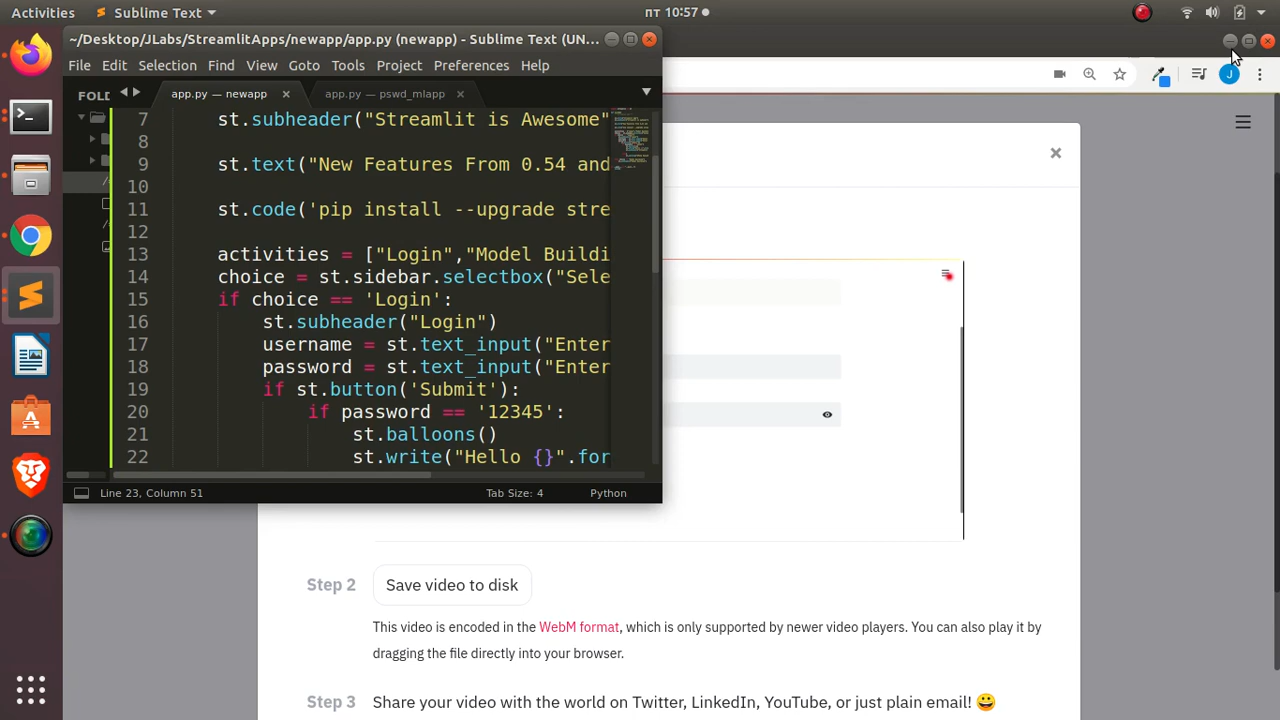 Activities
Sublime Text
пт 10:57
~/Desktop/JLabs/StreamlitApps/newapp/app.py (newapp) - Sublime Text (UN...
File Edit Selection Find View Goto Tools Project Preferences Help
J
FOLD
app.py — newapp
app.py — pswd_mlapp
7 st.subheader("Streamlit is Awesome"
8
9 st.text("New Features From 0.54 and
10
11 st.code('pip install --upgrade stre
12
13 activities = ["Login","Model Buildi
14 choice = st.sidebar.selectbox("Sele
15 if choice == 'Login':
16 st.subheader("Login")
17 username = st.text_input("Enter
18 password = st.text_input("Enter
19 if st.button('Submit'):
20 if password == '12345':
21 st.balloons()
22 st.write("Hello {}".for
Line 23, Column 51
Tab Size: 4
Python
Step 2
Save video to disk
This video is encoded in the WebM format, which is only supported by newer video players. You can also play it by
dragging the file directly into your browser.
Step 3
Share your video with the world on Twitter, LinkedIn, YouTube, or just plain email! 😀